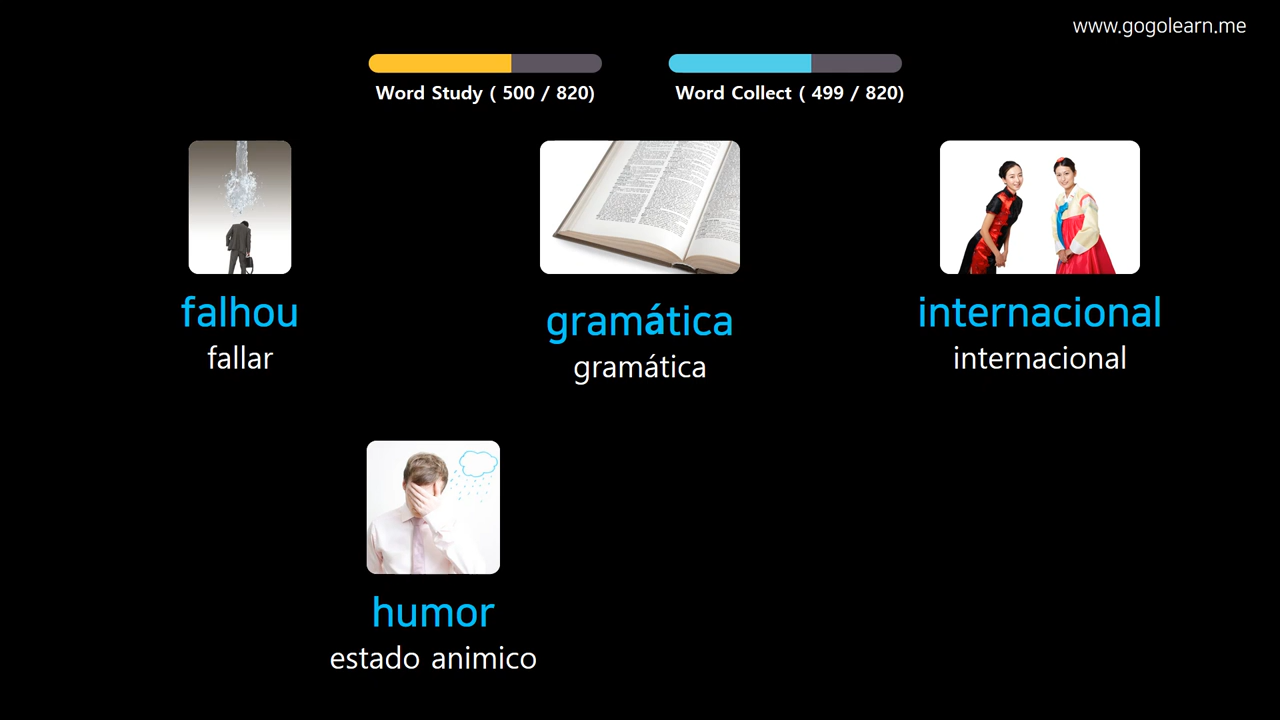 www.gogolearn.me
Word Study ( 500 / 820)
Word Collect ( 499 / 820)
falhou
fallar
gramática
gramática
internacional
internacional
humor
estado animico